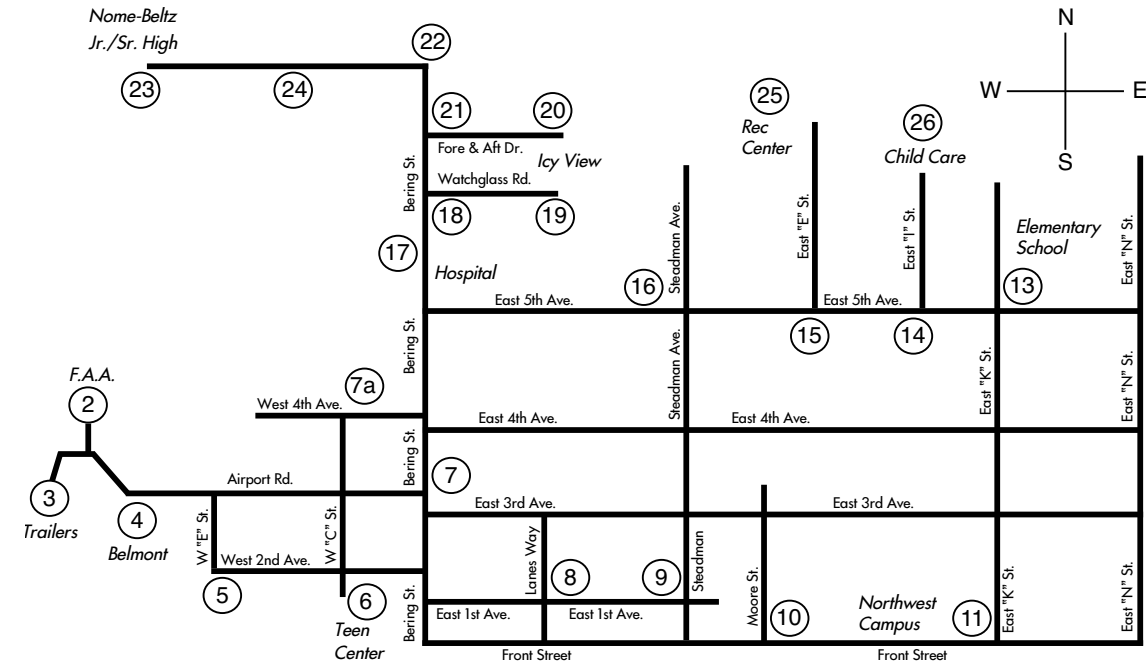 Nome-Beltz
Jr./Sr. High
22
N
23
24
21
20
25
W
E
Rec
Center
26
Child Care
S
Fore & Aft Dr.
Icy View
Bering St.
Watchglass Rd.
18
19
Steadman Ave.
East "E" St.
East "I" St.
Elementary
School
East "N" St.
17
Hospital
16
13
East 5th Ave.
East 5th Ave.
15
14
Bering St.
Steadman Ave.
East "K" St.
East "N" St.
F.A.A.
2
7a
West 4th Ave.
East 4th Ave.
East 4th Ave.
Bering St.
7
Airport Rd.
3
Trailers
4
Belmont
W "E" St.
W "C" St.
East 3rd Ave.
East 3rd Ave.
West 2nd Ave.
5
6
Teen
Center
Bering St.
Lanes Way
8
9
Steadman
Moore St.
East 1st Ave.
East 1st Ave.
10
Northwest
Campus
11
East "K" St.
East "N" St.
Front Street
Front Street